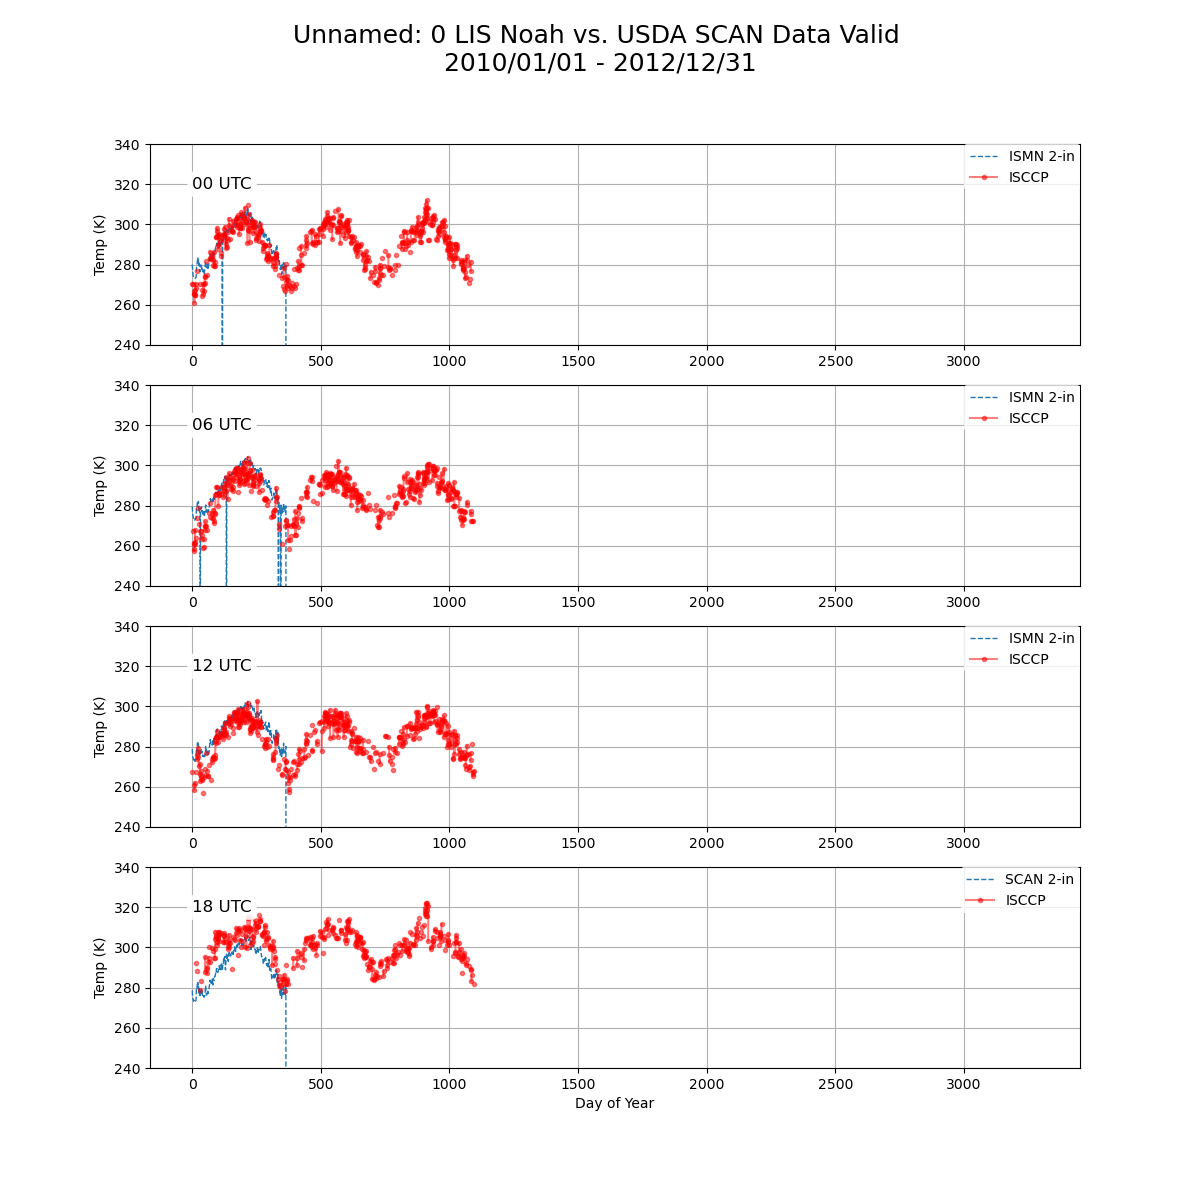 Unnamed: 0 LIS Noah vs. USDA SCAN Data Valid
2010/01/01 - 2012/12/31
340
320
300
280
260
240
Temp (K)
00 UTC
ISMN 2-in
ISCCP
0 500 1000 1500 2000 2500 3000
340
320
300
280
260
240
Temp (K)
06 UTC
ISMN 2-in
ISCCP
0 500 1000 1500 2000 2500 3000
340
320
300
280
260
240
Temp (K)
12 UTC
ISMN 2-in
ISCCP
0 500 1000 1500 2000 2500 3000
340
320
300
280
260
240
Temp (K)
18 UTC
SCAN 2-in
ISCCP
0 500 1000 1500 2000 2500 3000
Day of Year